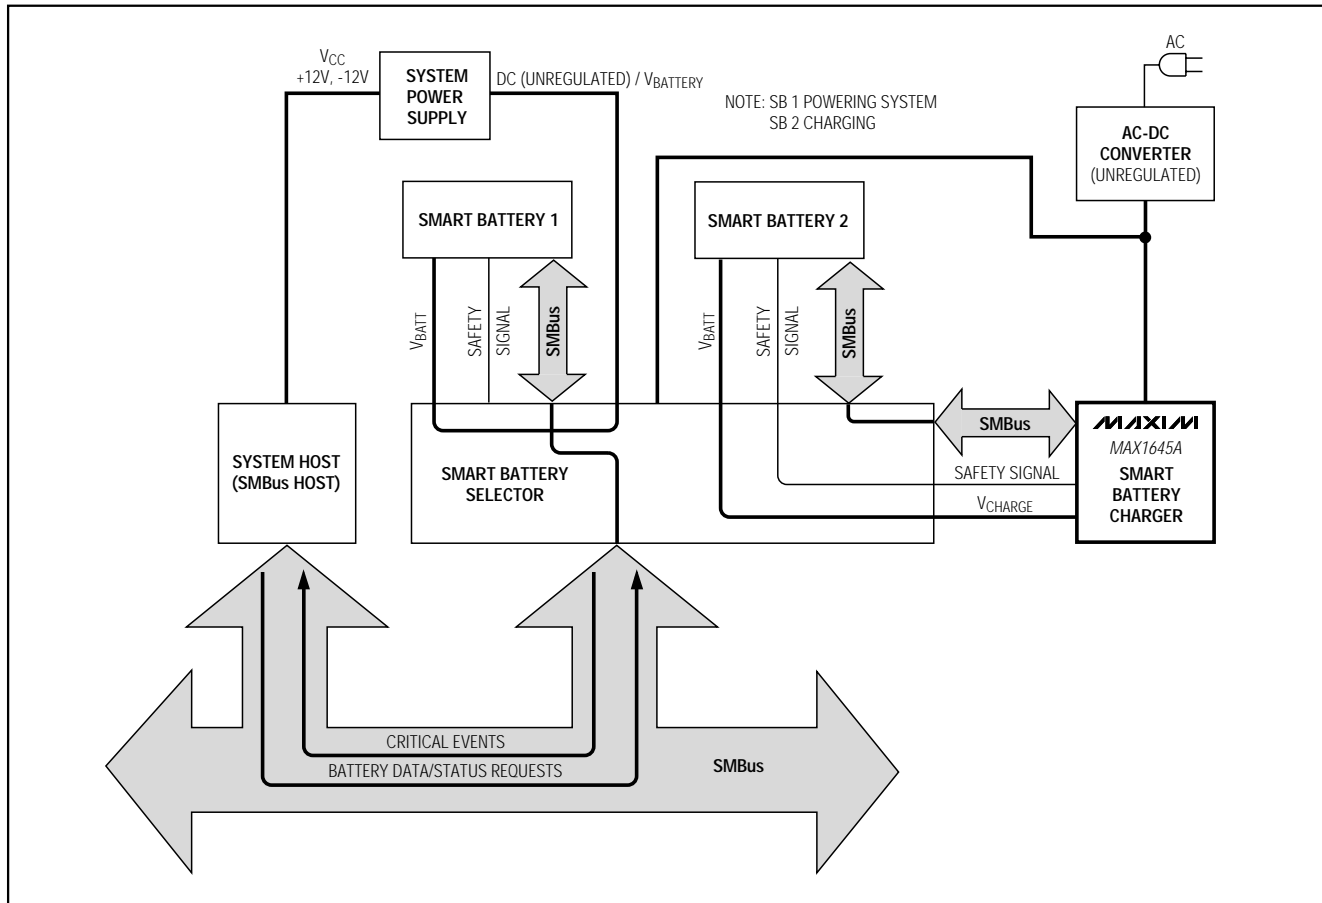 AC
VCC
+12V, -12V
SYSTEM
POWER
SUPPLY
DC (UNREGULATED) / VBATTERY
NOTE: SB 1 POWERING SYSTEM
SB 2 CHARGING
AC-DC
CONVERTER
(UNREGULATED)
SMART BATTERY 1
SMART BATTERY 2
VBATT
SAFETY
SIGNAL
SMBus
VBATT
SAFETY
SIGNAL
SMBus
SYSTEM HOST
(SMBus HOST)
SMART BATTERY
SELECTOR
SMBus
MAXIM
MAX1645A
SMART
BATTERY
CHARGER
SAFETY SIGNAL
VCHARGE
CRITICAL EVENTS
BATTERY DATA/STATUS REQUESTS
SMBus